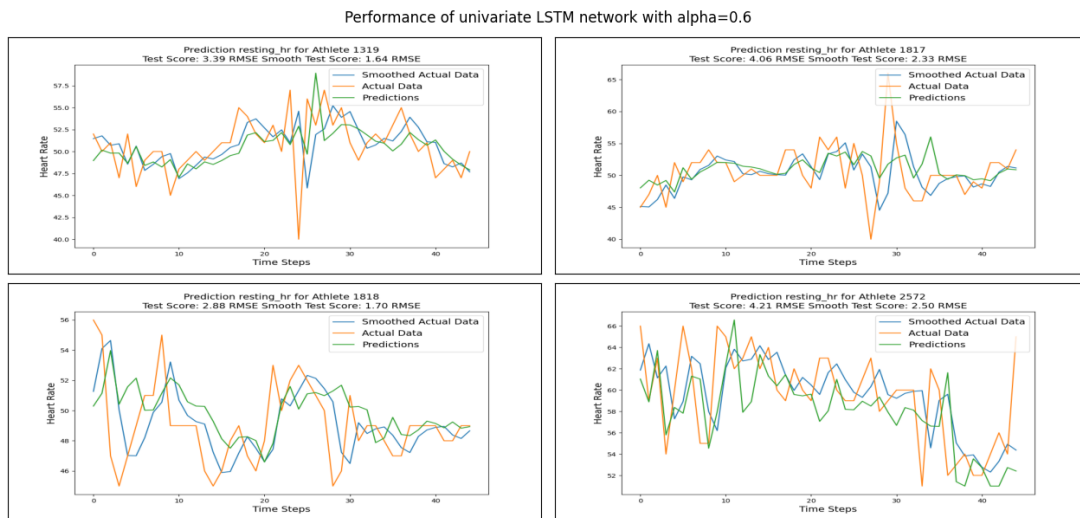 Performance of univariate LSTM network with alpha=0.6
Prediction resting_hr for Athlete 1319
Test Score: 3.39 RMSE Smooth Test Score: 1.64 RMSE
Smoothed Actual Data
Actual Data
Predictions
57.5
55.0
52.5
50.0
47.5
45.0
42.5
40.0
Heart Rate
0
10
20
30
40
Time Steps
Prediction resting_hr for Athlete 1817
Test Score: 4.06 RMSE Smooth Test Score: 2.33 RMSE
Smoothed Actual Data
Actual Data
Predictions
65
60
55
50
45
40
Heart Rate
0
10
20
30
40
Time Steps
Prediction resting_hr for Athlete 1818
Test Score: 2.88 RMSE Smooth Test Score: 1.70 RMSE
Smoothed Actual Data
Actual Data
Predictions
56
54
52
50
48
46
Heart Rate
0
10
20
30
40
Time Steps
Prediction resting_hr for Athlete 2572
Test Score: 4.21 RMSE Smooth Test Score: 2.50 RMSE
Smoothed Actual Data
Actual Data
Predictions
66
64
62
60
58
56
54
52
Heart Rate
0
10
20
30
40
Time Steps